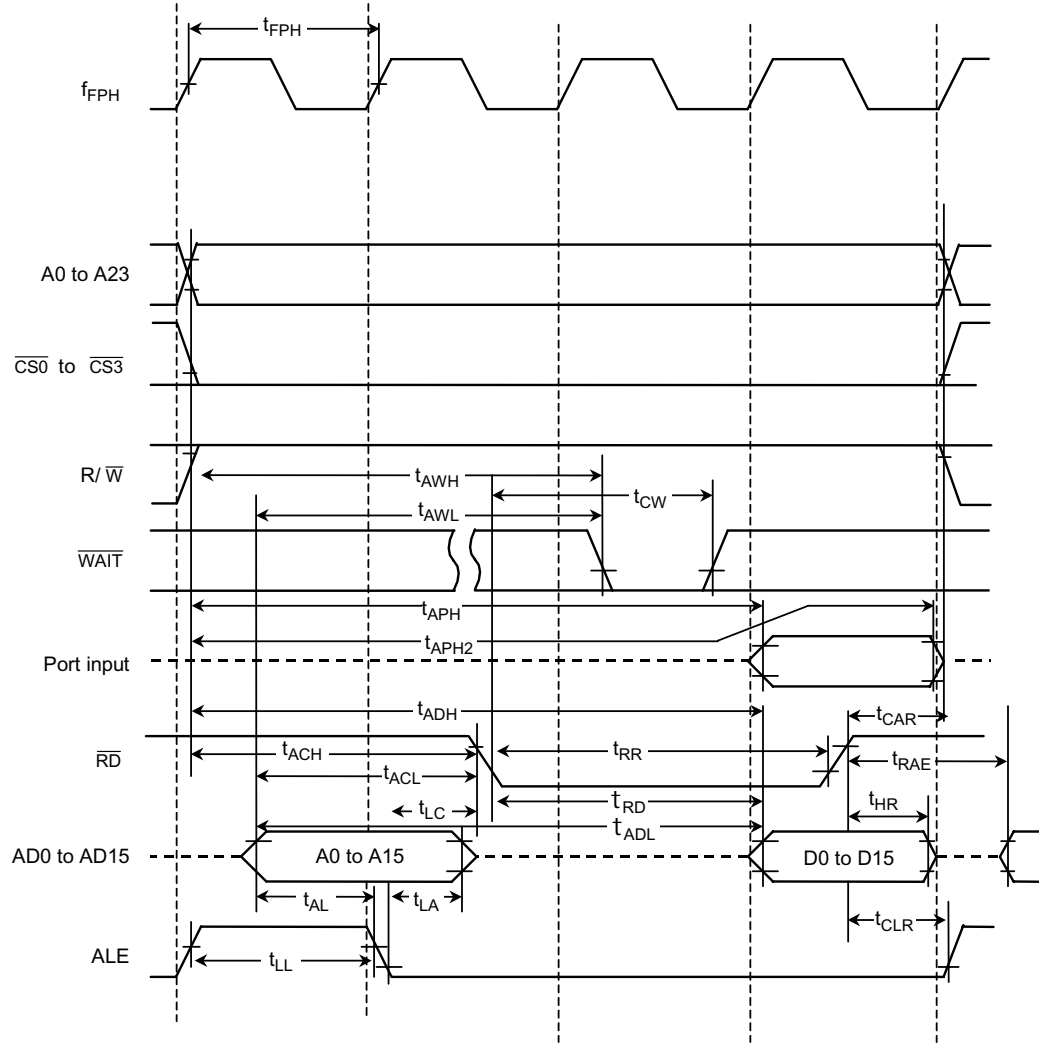 tFPH
fFPH
A0 to A23
CS0 to CS3
R/ W
tAWH
tCW
tAWL
WAIT
tAPH
tAPH2
Port input
tADH
tCAR
RD
tACH
tRR
tRAE
tACL
tLC
tRD
tHR
tADL
AD0 to AD15
A0 to A15
D0 to D15
tAL
tLA
tCLR
ALE
tLL